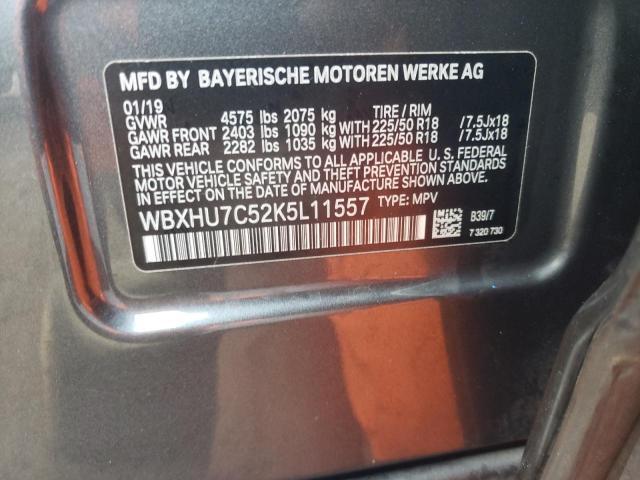 MFD BY BAYERISCHE MOTOREN WERKE AG
01/19
GVWR 4575 lbs 2075 kg TIRE / RIM
GAWR FRONT 2403 lbs 1090 kg WITH 225/50 R18 /7.5Jx18
GAWR REAR 2282 lbs 1035 kg WITH 225/50 R18 /7.5Jx18
THIS VEHICLE CONFORMS TO ALL APPLICABLE U.S. FEDERAL
MOTOR VEHICLE SAFETY AND THEFT PREVENTION STANDARDS
IN EFFECT ON THE DATE OF MANUFACTURE SHOWN ABOVE.
WBXHU7C52K5L11557 TYPE: MPV
B39/7
7 320 730